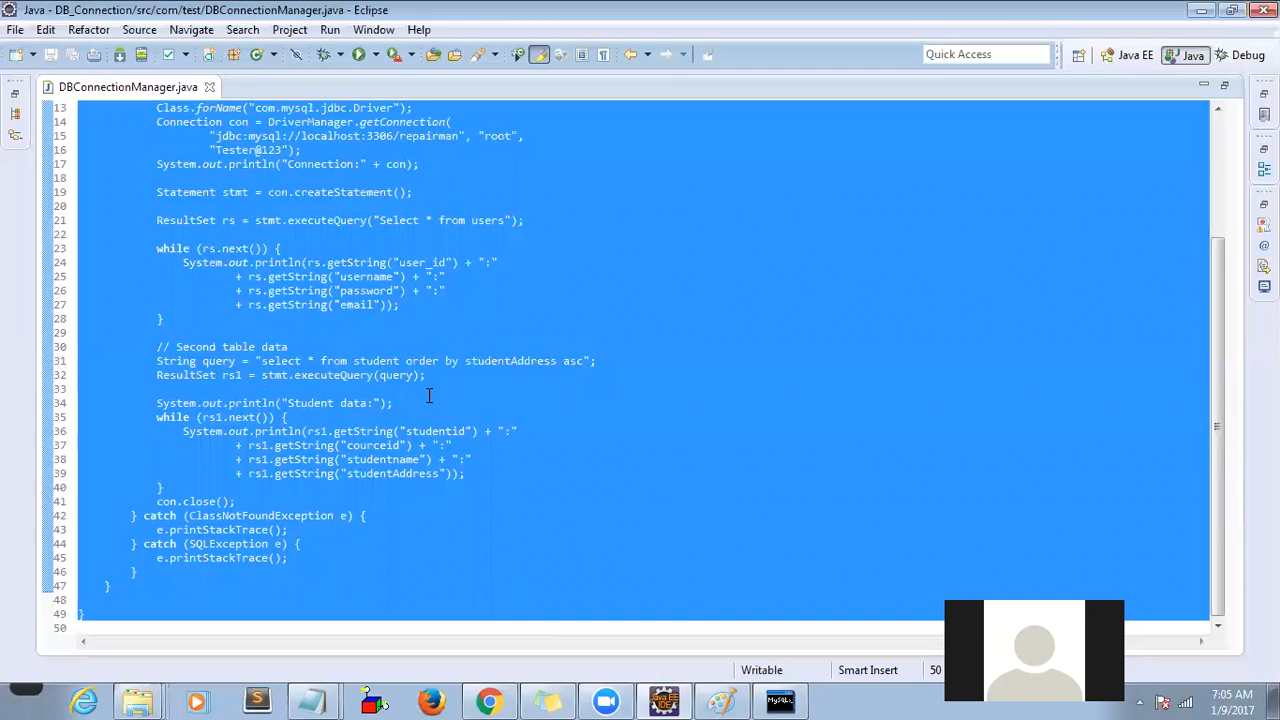 Java - DB_Connection/src/com/test/DBConnectionManager.java - Eclipse
File Edit Refactor Source Navigate Search Project Run Window Help
Quick Access Java EE Java Debug
DBConnectionManager.java
13 Class.forName("com.mysql.jdbc.Driver");
14 Connection con = DriverManager.getConnection(
15 "jdbc:mysql://localhost:3306/repairman", "root",
16 "Tester@123");
17 System.out.println("Connection:" + con);
18
19 Statement stmt = con.createStatement();
20
21 ResultSet rs = stmt.executeQuery("Select * from users");
22
23 while (rs.next()) {
24 System.out.println(rs.getString("user_id") + ":"
25 + rs.getString("username") + ":"
26 + rs.getString("password") + ":"
27 + rs.getString("email"));
28 }
29
30 // Second table data
31 String query = "select * from student order by studentAddress asc";
32 ResultSet rs1 = stmt.executeQuery(query);
33
34 System.out.println("Student data:");
35 while (rs1.next()) {
36 System.out.println(rs1.getString("studentid") + ":"
37 + rs1.getString("courceid") + ":"
38 + rs1.getString("studentname") + ":"
39 + rs1.getString("studentAddress"));
40 }
41 con.close();
42 } catch (ClassNotFoundException e) {
43 e.printStackTrace();
44 } catch (SQLException e) {
45 e.printStackTrace();
46 }
47 }
48
49 }
50
Writable Smart Insert 50
7:05 AM
1/9/2017